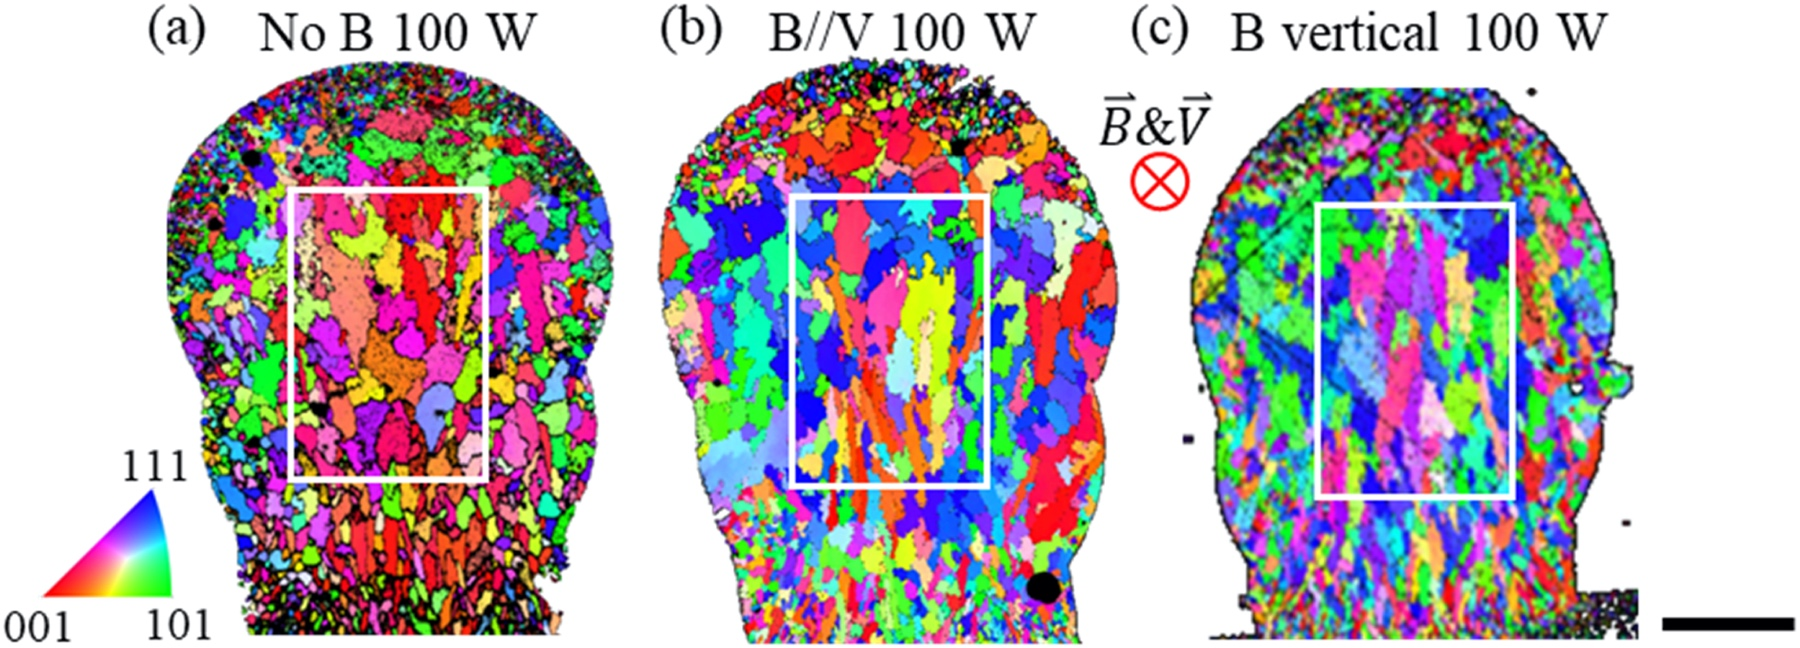 (a) No B 100 W
(b) B//V 100 W
(c) B vertical 100 W
B&V
111
001
101